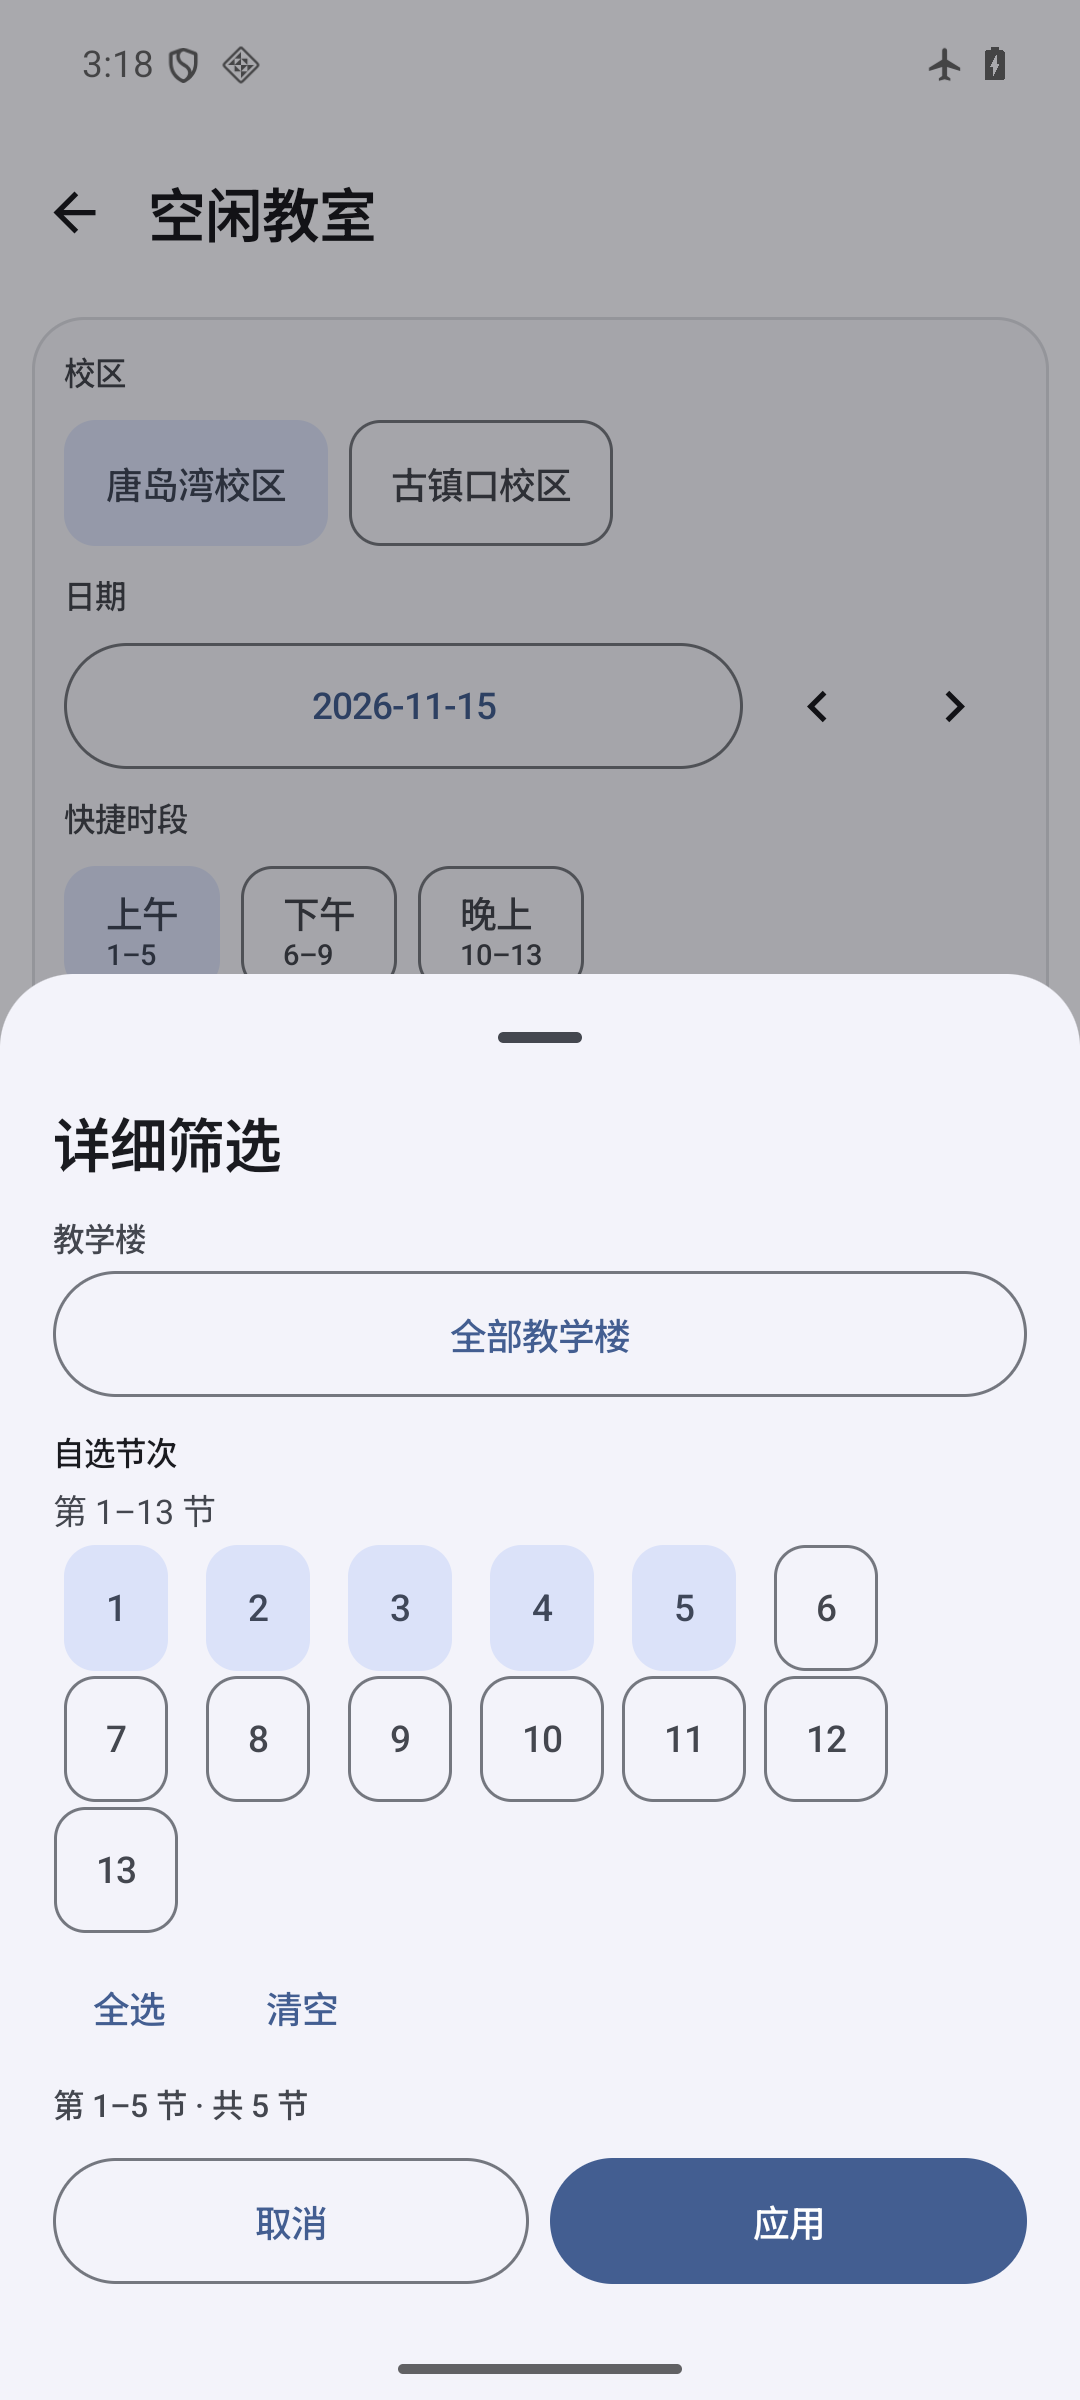 3:18
空闲教室
校区
唐岛湾校区 古镇口校区
日期
2026-11-15
快捷时段
上午 下午 晚上
1–5 6–9 10–13
详细筛选
教学楼
全部教学楼
自选节次
第 1–13 节
1 2 3 4 5 6
7 8 9 10 11 12
13
全选 清空
第 1–5 节 · 共 5 节
取消 应用